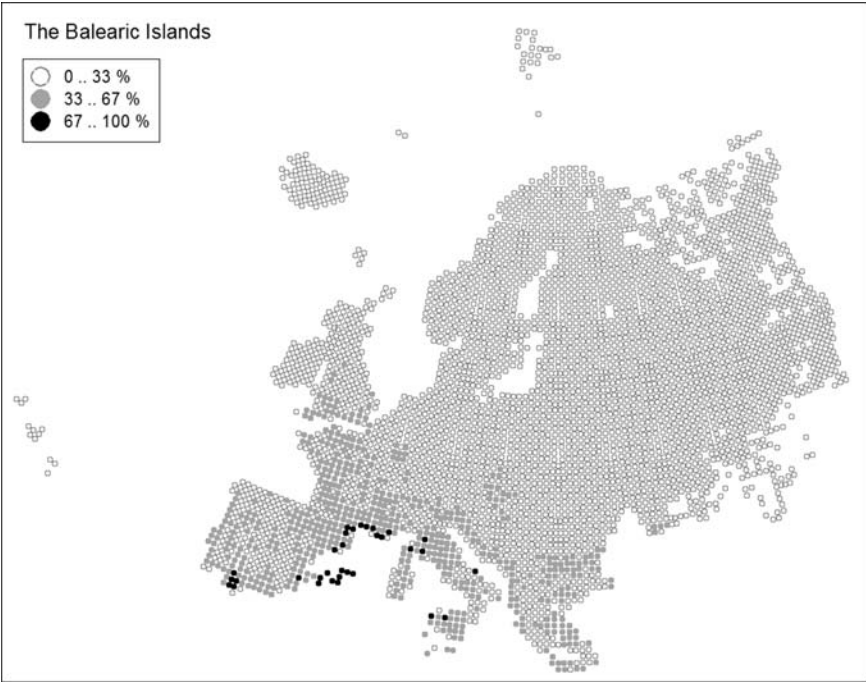 The Balearic Islands
0 .. 33 %
33 .. 67 %
67 .. 100 %